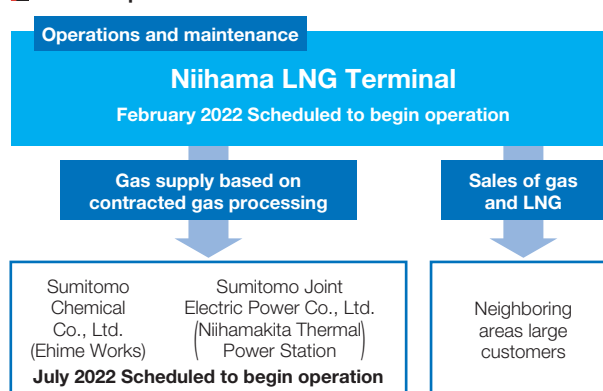 Operations and maintenance
Niihama LNG Terminal
February 2022 Scheduled to begin operation
Gas supply based on
contracted gas processing
Sales of gas
and LNG
Sumitomo
Chemical
Co., Ltd.
(Ehime Works)
Sumitomo Joint
Electric Power Co., Ltd.
(Niihamakita Thermal
Power Station)
July 2022 Scheduled to begin operation
Neighboring
areas large
customers